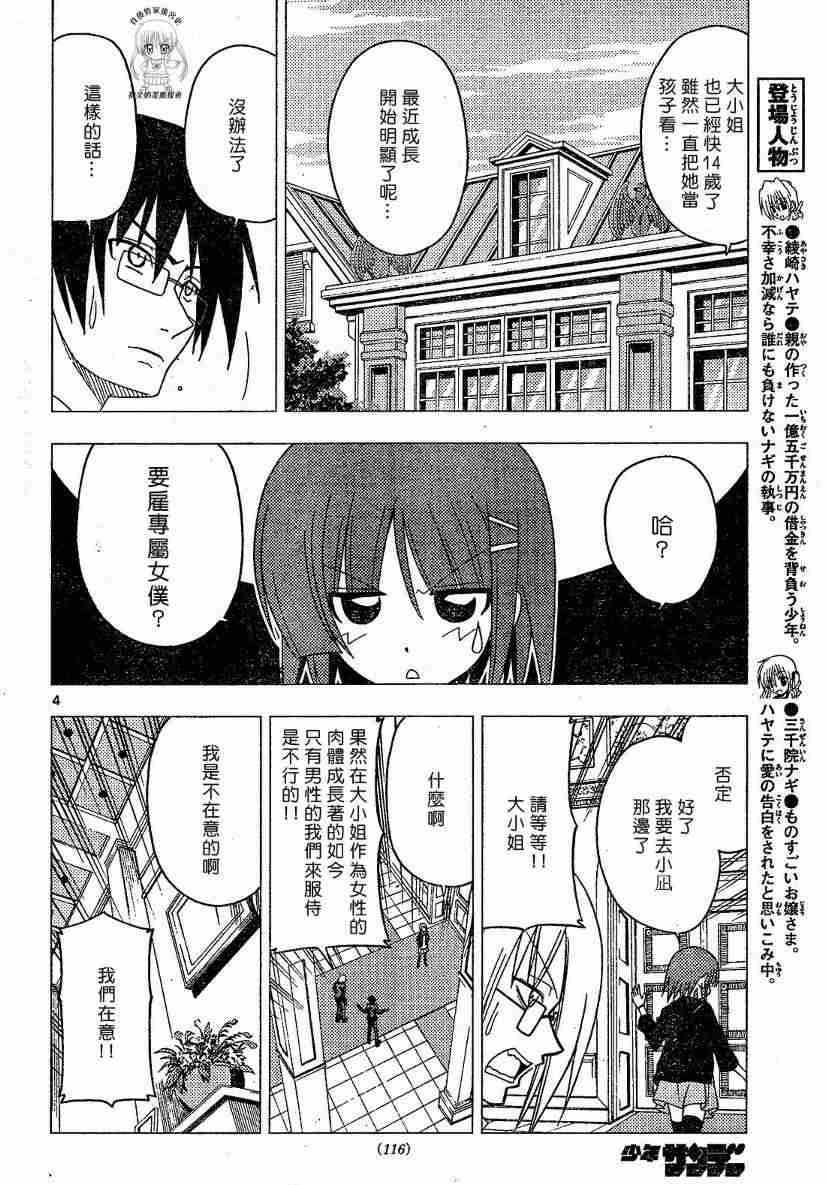 登場人物
とうじょうじんぶつ
●綾崎ハヤテ●親の作った一億五千万円の借金を背負う少年。
不幸さ加減なら誰にも負けないナギの執事。
●三千院ナギ●ものすごいお嬢さま。
ハヤテに愛の告白をされたと思いこみ中。
大小姐
也已經快14歲了
雖然一直把她當
孩子看…
最近成長
開始明顯了呢…
沒辦法了
這樣的話…
哈?
要雇專屬女僕?
4
否定
好了
我要去小凪
那邊了
請等等!!
大小姐
什麼啊
果然在大小姐作為女性的
肉體成長著的如今
只有男性的我們來服侍
是不行的!!
我是不在意的啊
我們在意!!
(116)
少年サンデー